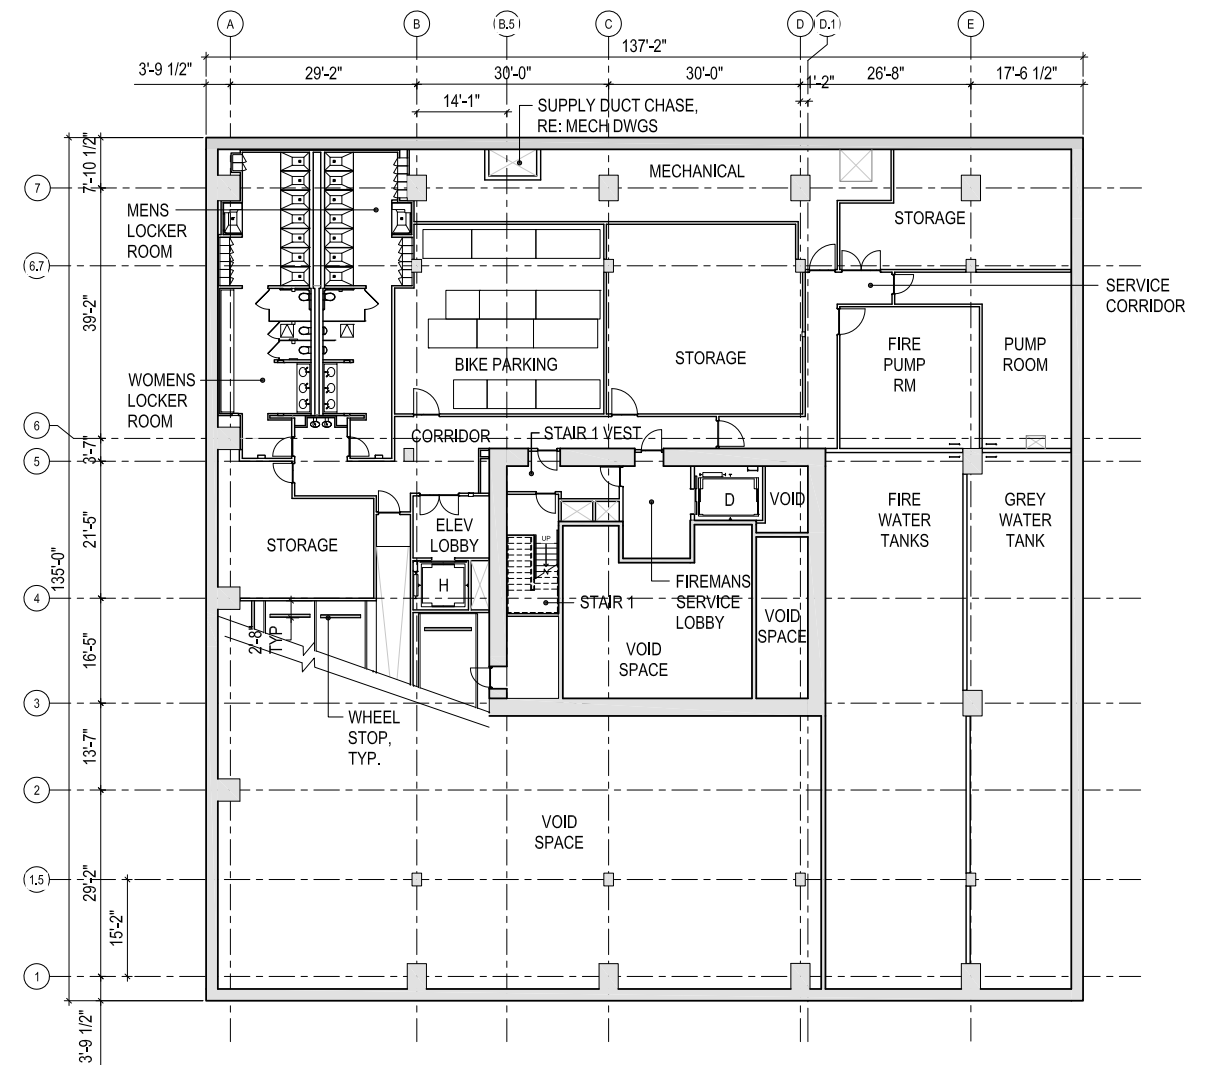 A
B
B.5
C
D
D.1
E
137'-2"
3'-9 1/2"
29'-2"
30'-0"
30'-0"
1'-2"
26'-8"
17'-6 1/2"
14'-1"
SUPPLY DUCT CHASE,
RE: MECH DWGS
7'-10 1/2"
7
MECHANICAL
MENS
LOCKER
ROOM
STORAGE
6.7
39'-2"
SERVICE
CORRIDOR
BIKE PARKING
STORAGE
FIRE
PUMP
RM
PUMP
ROOM
WOMENS
LOCKER
ROOM
6
3'-7"
CORRIDOR
STAIR 1 VEST
5
21'-5"
135'-0"
STORAGE
ELEV
LOBBY
H
UP
D
VOID
FIRE
WATER
TANKS
GREY
WATER
TANK
4
2'-8"
TYP
STAIR 1
FIREMANS
SERVICE
LOBBY
VOID
SPACE
VOID
SPACE
16'-5"
3
WHEEL
STOP,
TYP.
13'-7"
2
VOID
SPACE
1.5
29'-2"
15'-2"
1
3'-9 1/2"